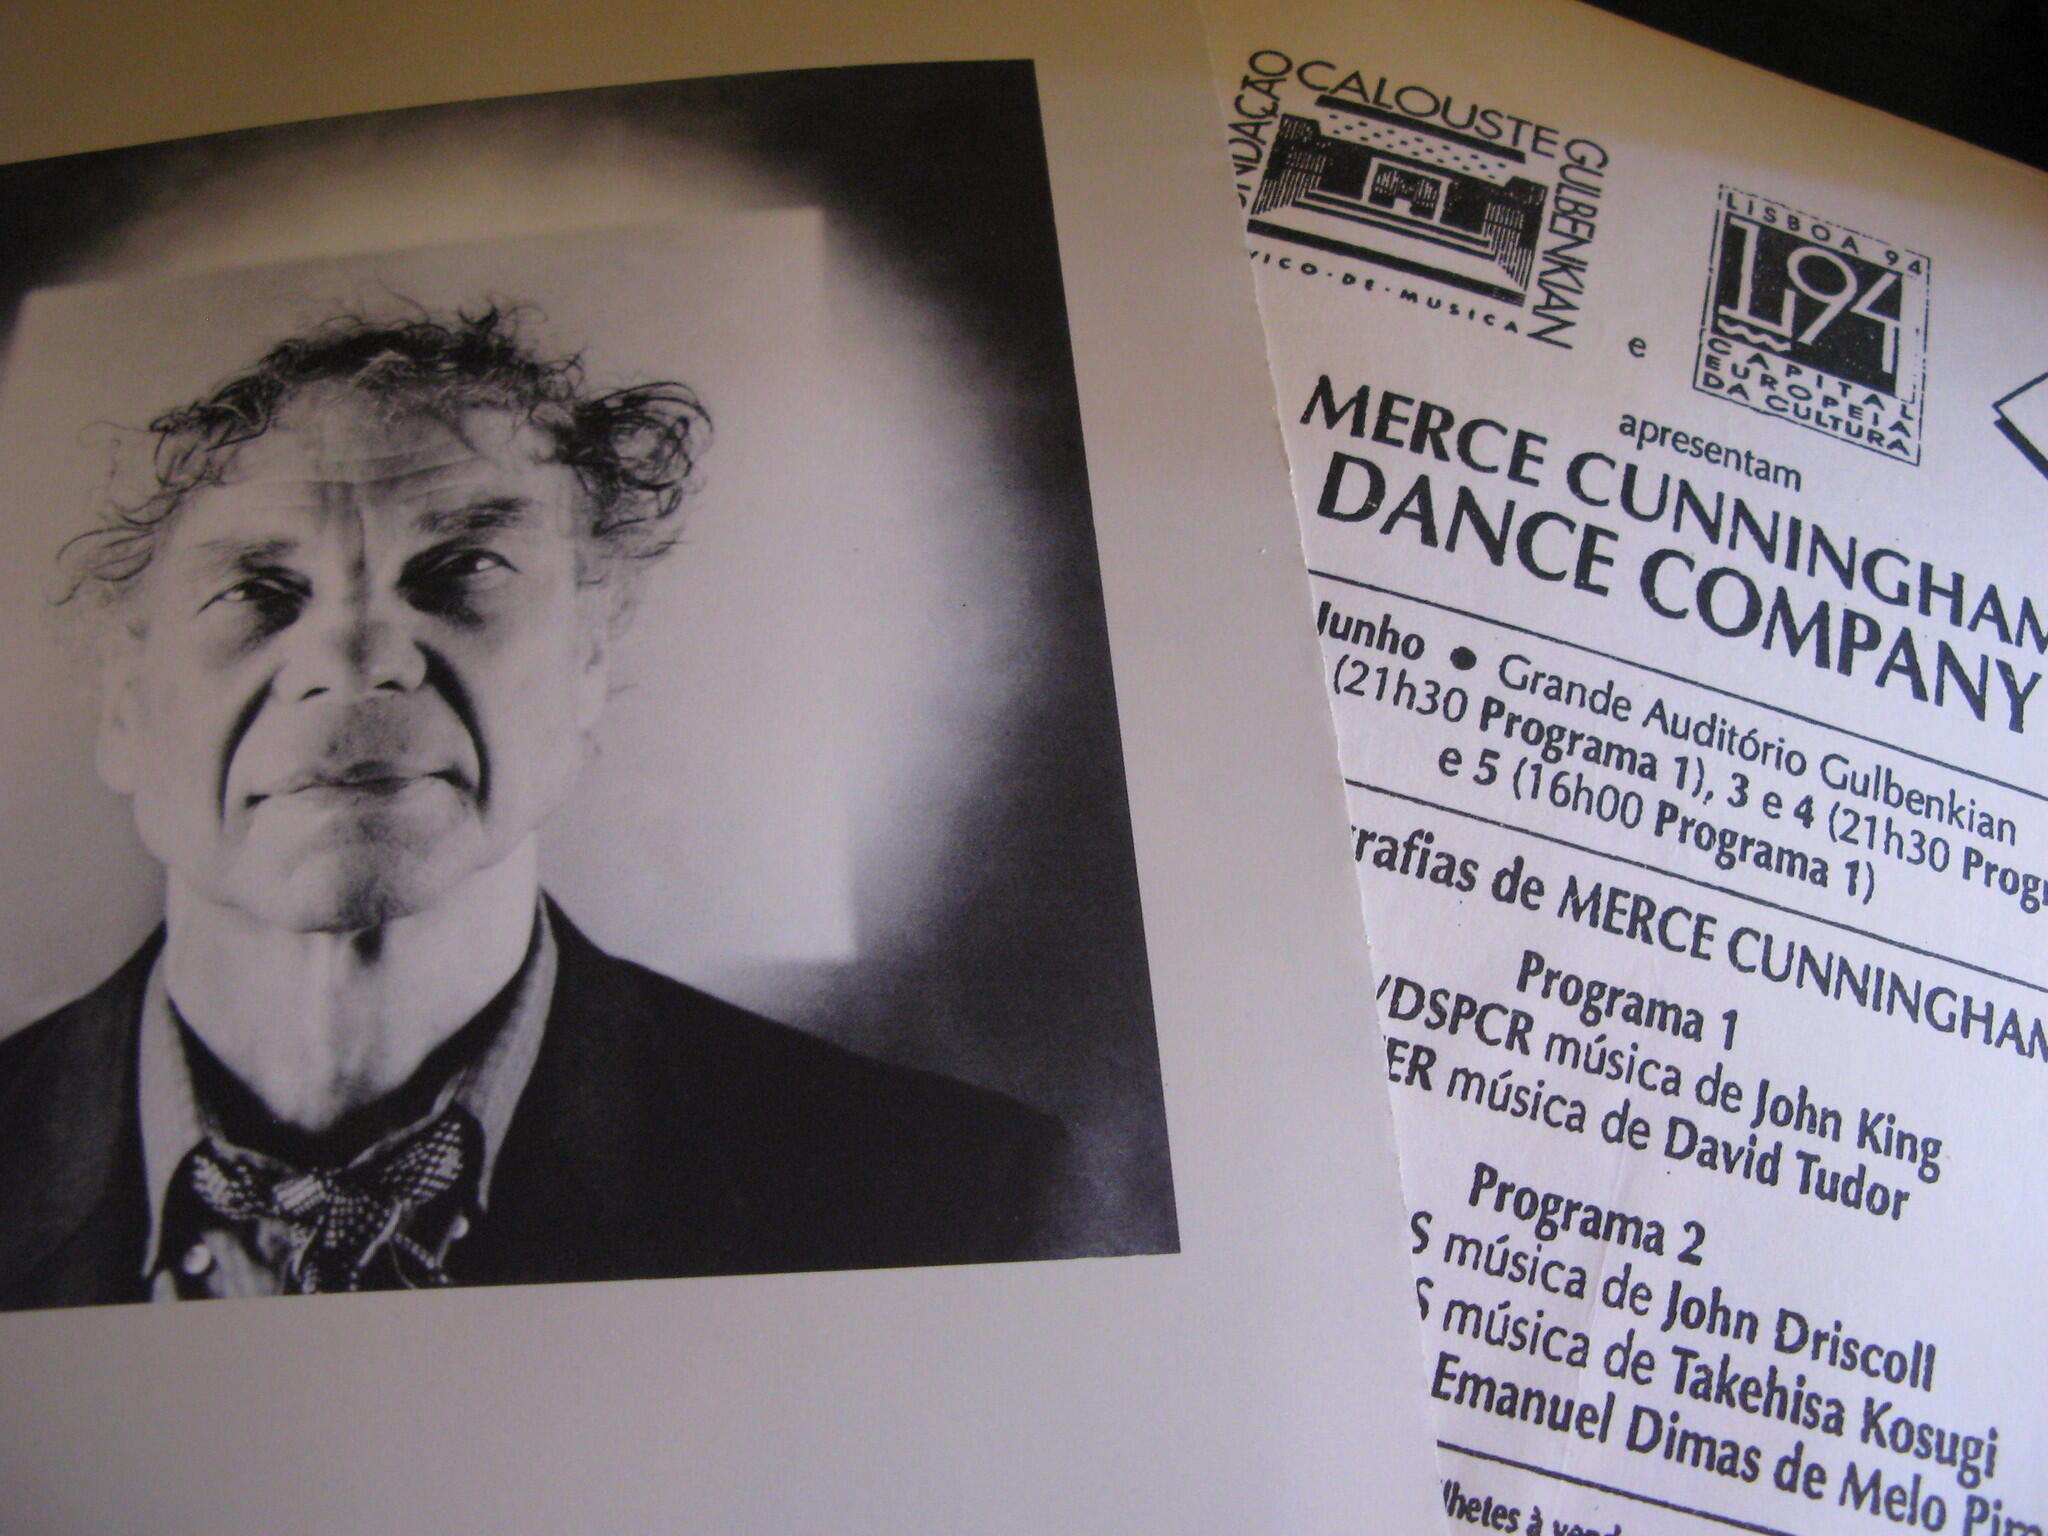 FUNDAÇÃO CALOUSTE GULBENKIAN
DE · MUSICA
e
LISBOA 94
L94
CAPITAL
EUROPEIA
DA CULTURA
apresentam
MERCE CUNNINGHAM
DANCE COMPANY
Junho • Grande Auditório Gulbenkian
(21h30 Programa 1), 3 e 4 (21h30 Progr
e 5 (16h00 Programa 1)
rafias de MERCE CUNNINGHAM
Programa 1
DSPCR música de John King
ER música de David Tudor
Programa 2
S música de John Driscoll
S música de Takehisa Kosugi
Emanuel Dimas de Melo Pim
lhetes à vend